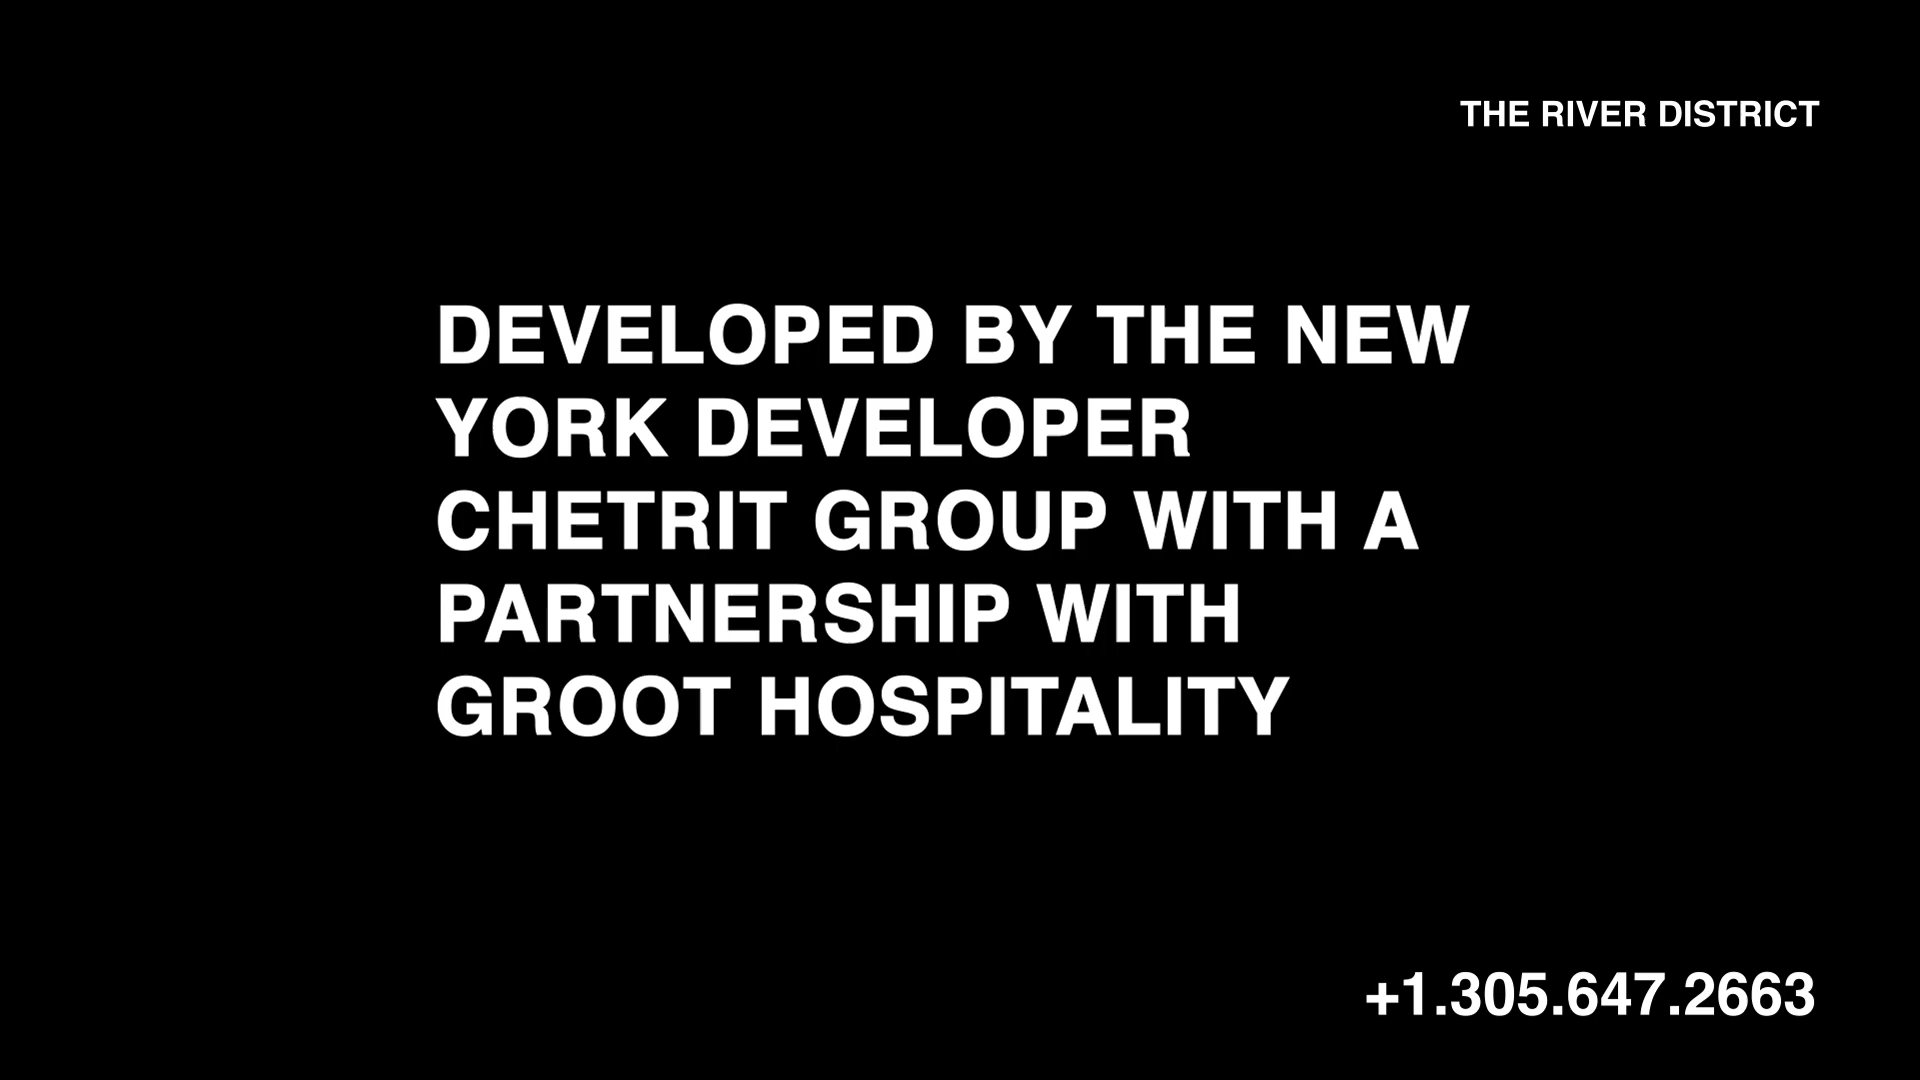 THE RIVER DISTRICT
DEVELOPED BY THE NEW
YORK DEVELOPER
CHETRIT GROUP WITH A
PARTNERSHIP WITH
GROOT HOSPITALITY
+1.305.647.2663